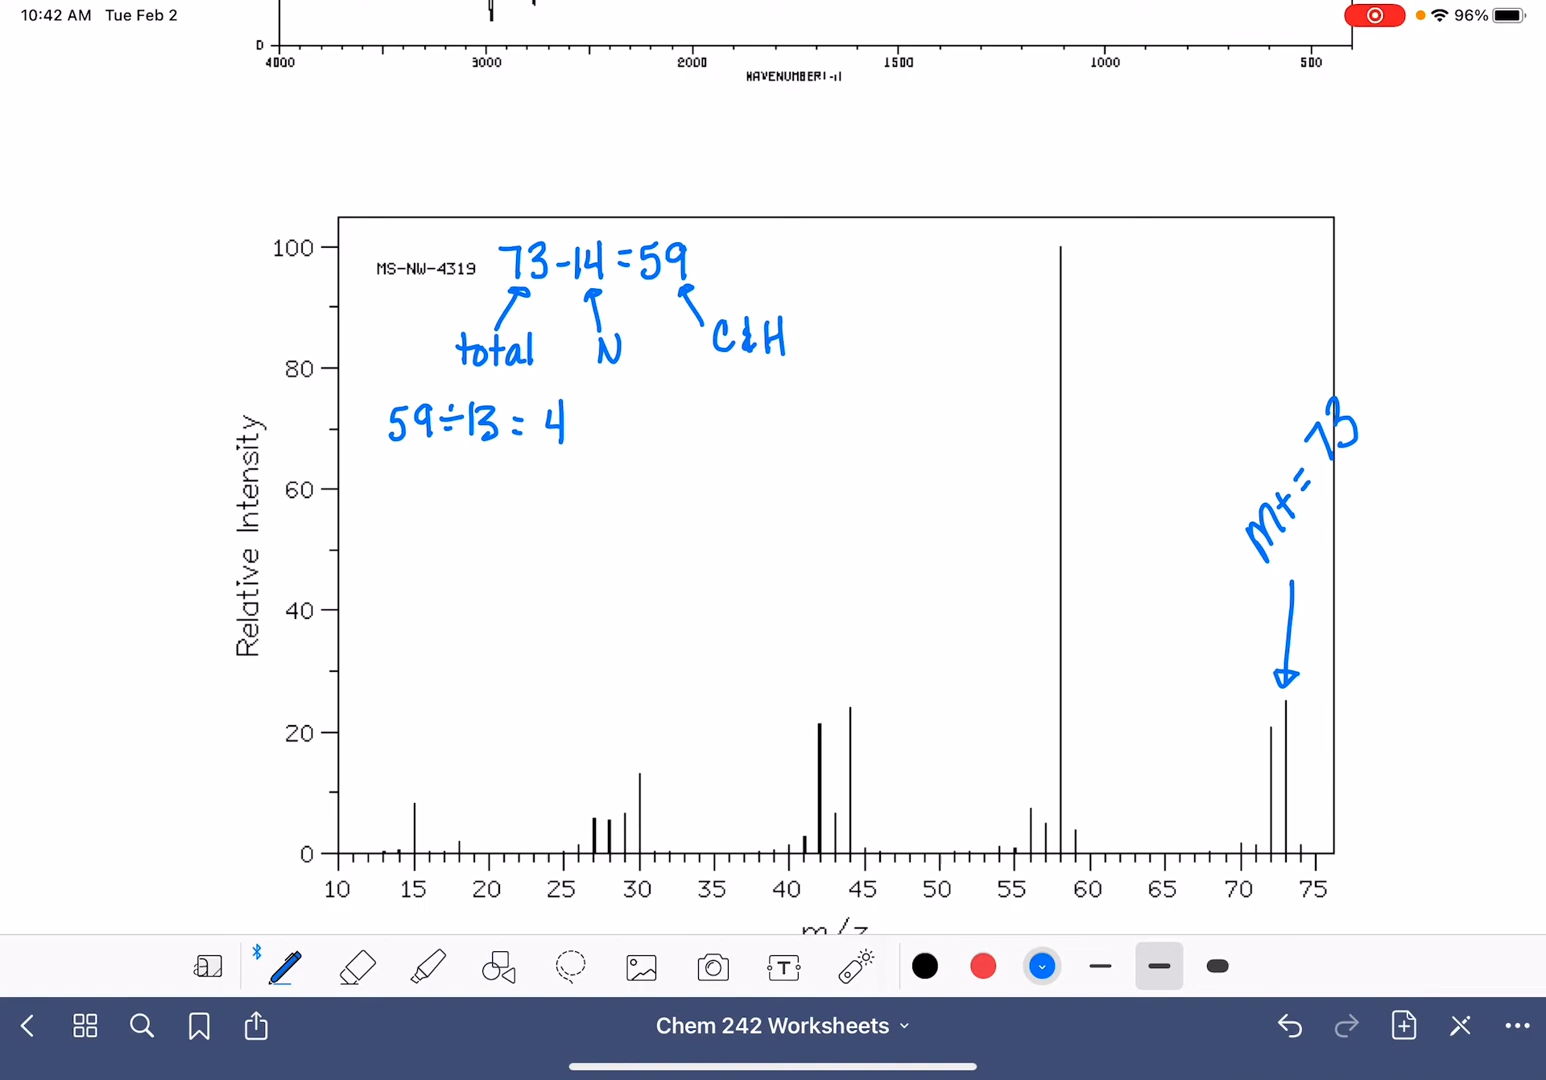 10:42 AM Tue Feb 2
96%
D
4000 3000 2000 1500 1000 500
WAVENUMBER(-1)
100
80
60
40
20
0
Relative Intensity
MS-NW-4319
73-14=59
total N C&H
59÷13=4
M+=73
10 15 20 25 30 35 40 45 50 55 60 65 70 75
m/z
T
Chem 242 Worksheets